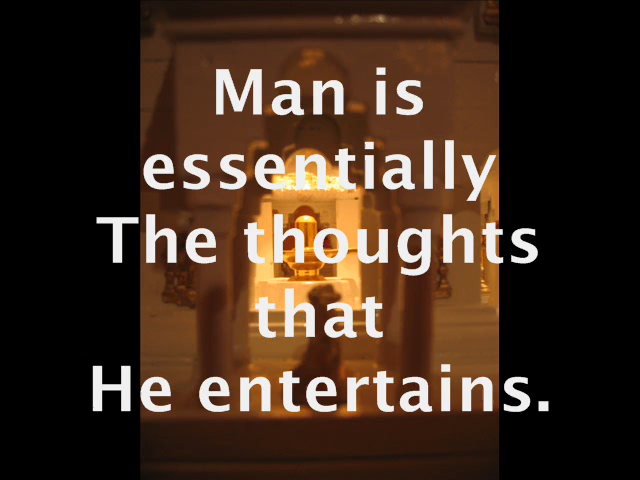 Man is
essentially
The thoughts
that
He entertains.